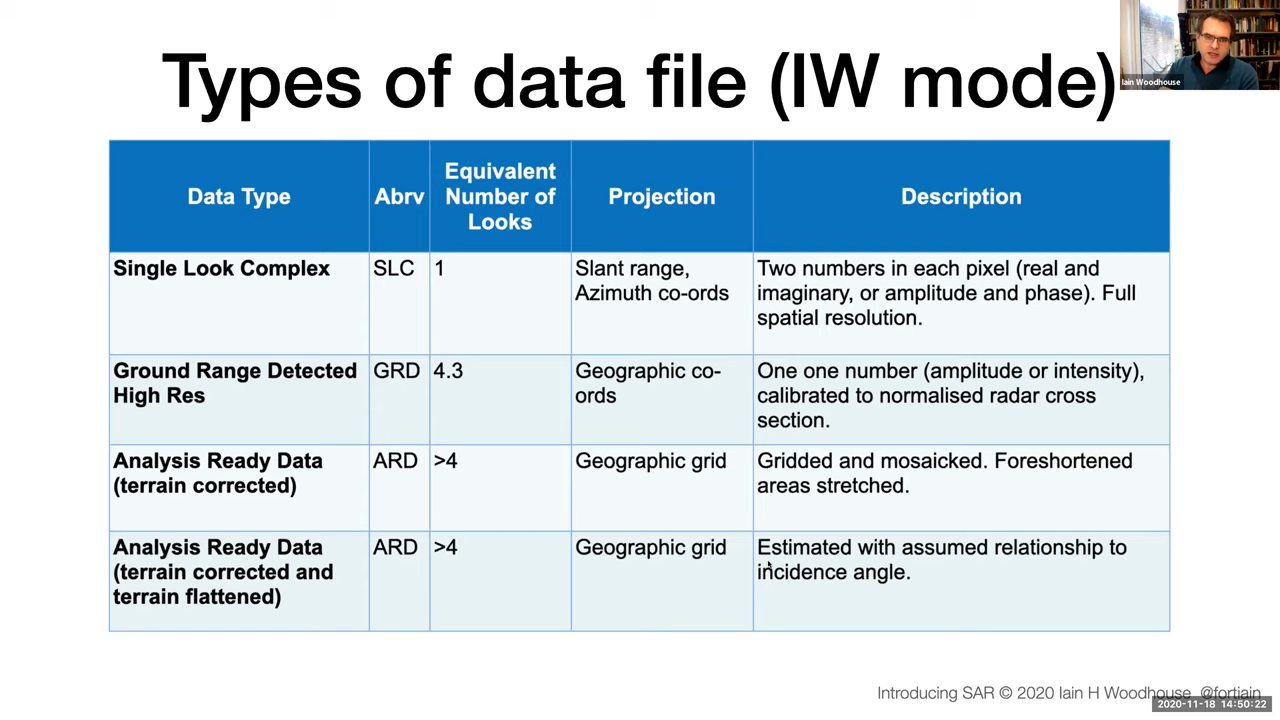 Types of data file (IW mode)
Iain Woodhouse
Data Type
Abrv
Equivalent
Number of
Looks
Projection
Description
Single Look Complex
SLC
1
Slant range,
Azimuth co-ords
Two numbers in each pixel (real and
imaginary, or amplitude and phase). Full
spatial resolution.
Ground Range Detected
High Res
GRD
4.3
Geographic co-
ords
One one number (amplitude or intensity),
calibrated to normalised radar cross
section.
Analysis Ready Data
(terrain corrected)
ARD
>4
Geographic grid
Gridded and mosaicked. Foreshortened
areas stretched.
Analysis Ready Data
(terrain corrected and
terrain flattened)
ARD
>4
Geographic grid
Estimated with assumed relationship to
incidence angle.
Introducing SAR © 2020 Iain H Woodhouse @fortiain
2020-11-18 14:50:22